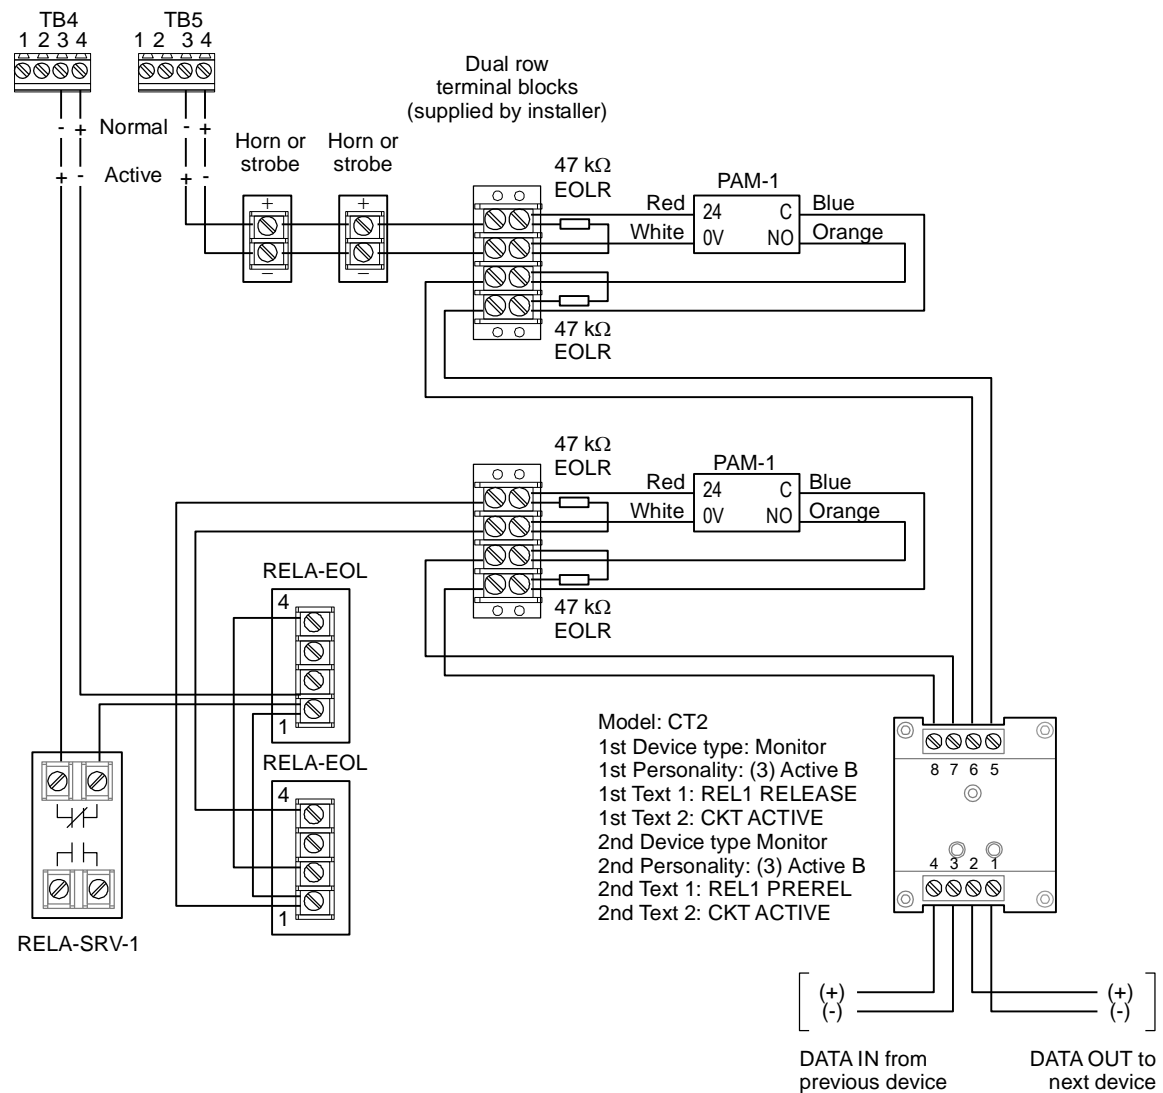 TB4
1 2 3 4
TB5
1 2 3 4
- + Normal - +
+ - Active + -
Horn or
strobe
+
−
Horn or
strobe
+
−
Dual row
terminal blocks
(supplied by installer)
47 kΩ
EOLR
Red
White
PAM-1
24 C
0V NO
Blue
Orange
47 kΩ
EOLR
47 kΩ
EOLR
Red
White
PAM-1
24 C
0V NO
Blue
Orange
47 kΩ
EOLR
RELA-EOL
4
1
RELA-EOL
4
1
RELA-SRV-1
Model: CT2
1st Device type: Monitor
1st Personality: (3) Active B
1st Text 1: REL1 RELEASE
1st Text 2: CKT ACTIVE
2nd Device type Monitor
2nd Personality: (3) Active B
2nd Text 1: REL1 PREREL
2nd Text 2: CKT ACTIVE
8 7 6 5
4 3 2 1
(+)
(-)
(+)
(-)
DATA IN from
previous device
DATA OUT to
next device